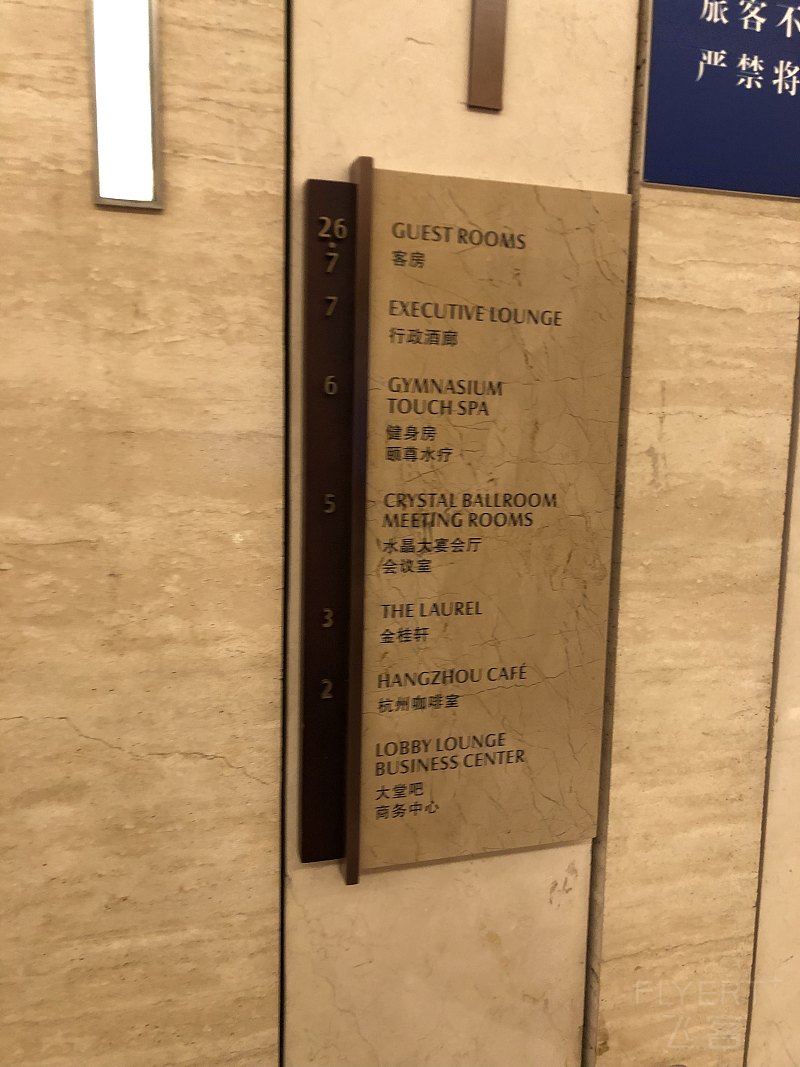 旅客不
严禁将
26
-
7
GUEST ROOMS
客房
7
EXECUTIVE LOUNGE
行政酒廊
6
GYMNASIUM
TOUCH SPA
健身房
颐尊水疗
5
CRYSTAL BALLROOM
MEETING ROOMS
水晶大宴会厅
会议室
3
THE LAUREL
金桂轩
2
HANGZHOU CAFÉ
杭州咖啡室
LOBBY LOUNGE
BUSINESS CENTER
大堂吧
商务中心
FLYERT
飞客